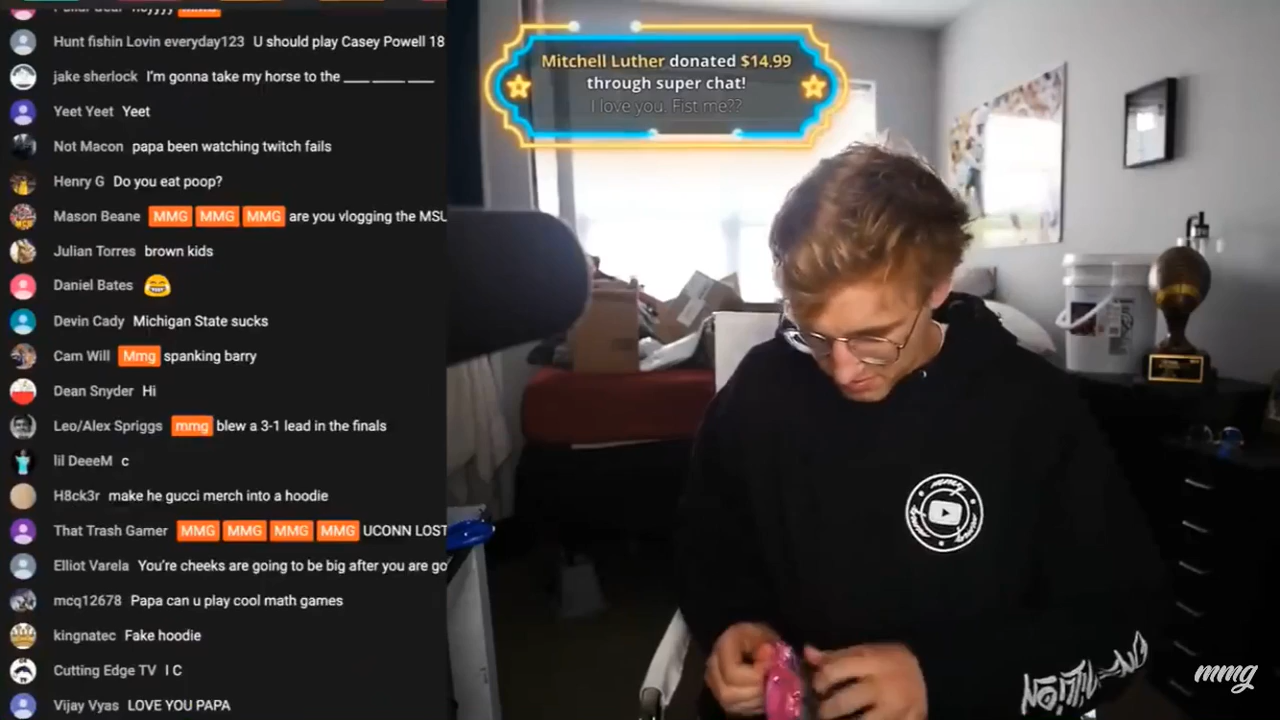 Hunt fishin Lovin everyday123 U should play Casey Powell 18
jake sherlock I'm gonna take my horse to the ____ ____ ____
Yeet Yeet Yeet
Not Macon papa been watching twitch fails
Henry G Do you eat poop?
Mason Beane MMG MMG MMG are you vlogging the MSU
Julian Torres brown kids
Daniel Bates 😂
Devin Cady Michigan State sucks
Cam Will Mmg spanking barry
Dean Snyder Hi
Leo/Alex Spriggs mmg blew a 3-1 lead in the finals
lil DeeeM c
H8ck3r make he gucci merch into a hoodie
That Trash Gamer MMG MMG MMG MMG UCONN LOST
Elliot Varela You're cheeks are going to be big after you are go
mcq12678 Papa can u play cool math games
kingnatec Fake hoodie
Cutting Edge TV I C
Vijay Vyas LOVE YOU PAPA
Mitchell Luther donated $14.99
through super chat!
I love you. Fist me??
mmg
mmg